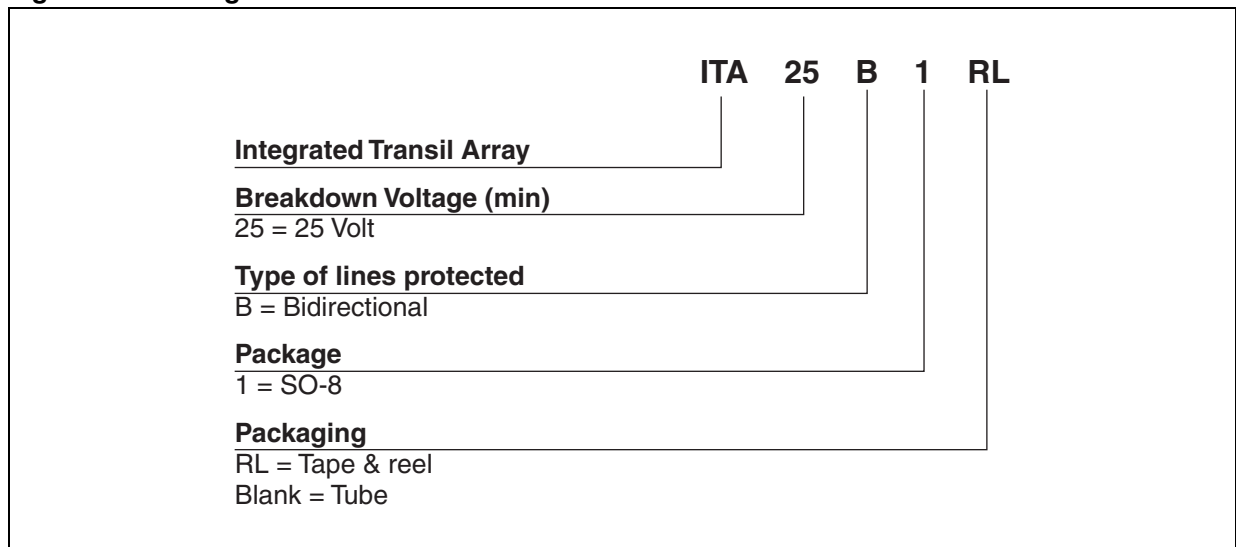 ITA 25 B 1 RL
Integrated Transil Array
Breakdown Voltage (min)
25 = 25 Volt
Type of lines protected
B = Bidirectional
Package
1 = SO-8
Packaging
RL = Tape & reel
Blank = Tube